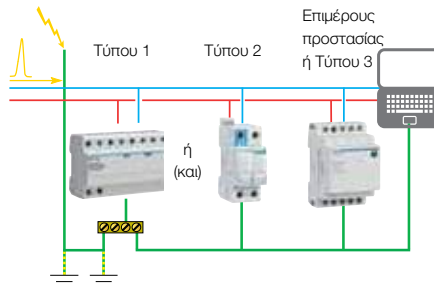 Τύπου 1
Τύπου 2
Επιμέρους
προστασίας
ή Τύπου 3
ή
(και)